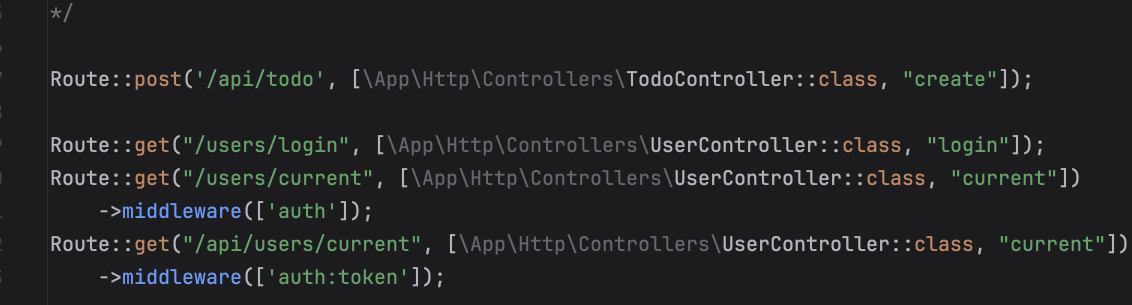 */
Route::post('/api/todo', [\App\Http\Controllers\TodoController::class, "create"]);
Route::get("/users/login", [\App\Http\Controllers\UserController::class, "login"]);
Route::get("/users/current", [\App\Http\Controllers\UserController::class, "current"])
->middleware(['auth']);
Route::get("/api/users/current", [\App\Http\Controllers\UserController::class, "current"])
->middleware(['auth:token']);